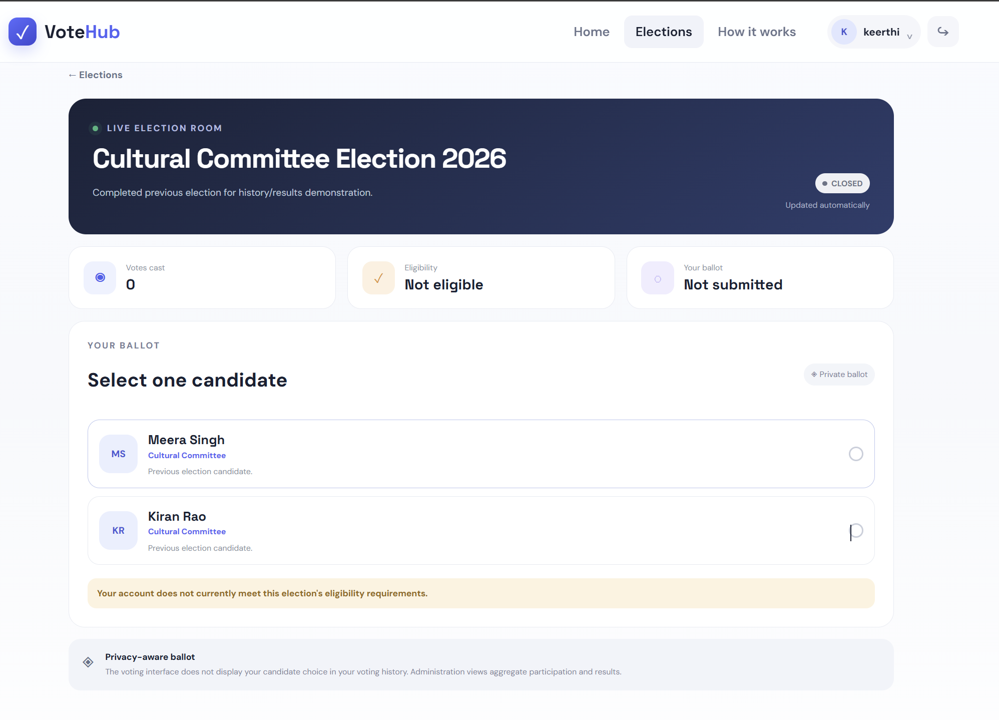 VoteHub
Home
Elections
How it works
K
keerthi
← Elections
LIVE ELECTION ROOM
Cultural Committee Election 2026
Completed previous election for history/results demonstration.
CLOSED
Updated automatically
Votes cast
0
Eligibility
Not eligible
Your ballot
Not submitted
YOUR BALLOT
Select one candidate
Private ballot
MS
Meera Singh
Cultural Committee
Previous election candidate.
KR
Kiran Rao
Cultural Committee
Previous election candidate.
Your account does not currently meet this election's eligibility requirements.
Privacy-aware ballot
The voting interface does not display your candidate choice in your voting history. Administration views aggregate participation and results.